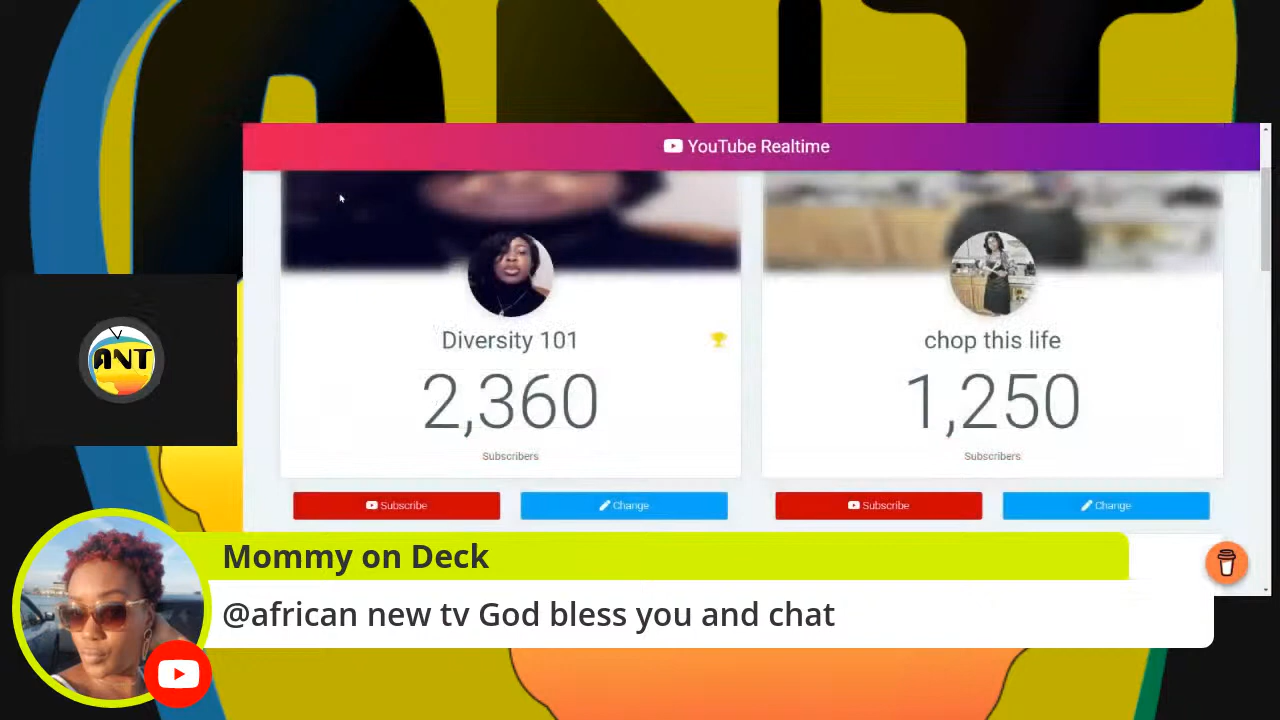 ANT
YouTube Realtime
Diversity 101
2,360
Subscribers
Subscribe
Change
chop this life
1,250
Subscribers
Subscribe
Change
ANT
Mommy on Deck
@african new tv God bless you and chat